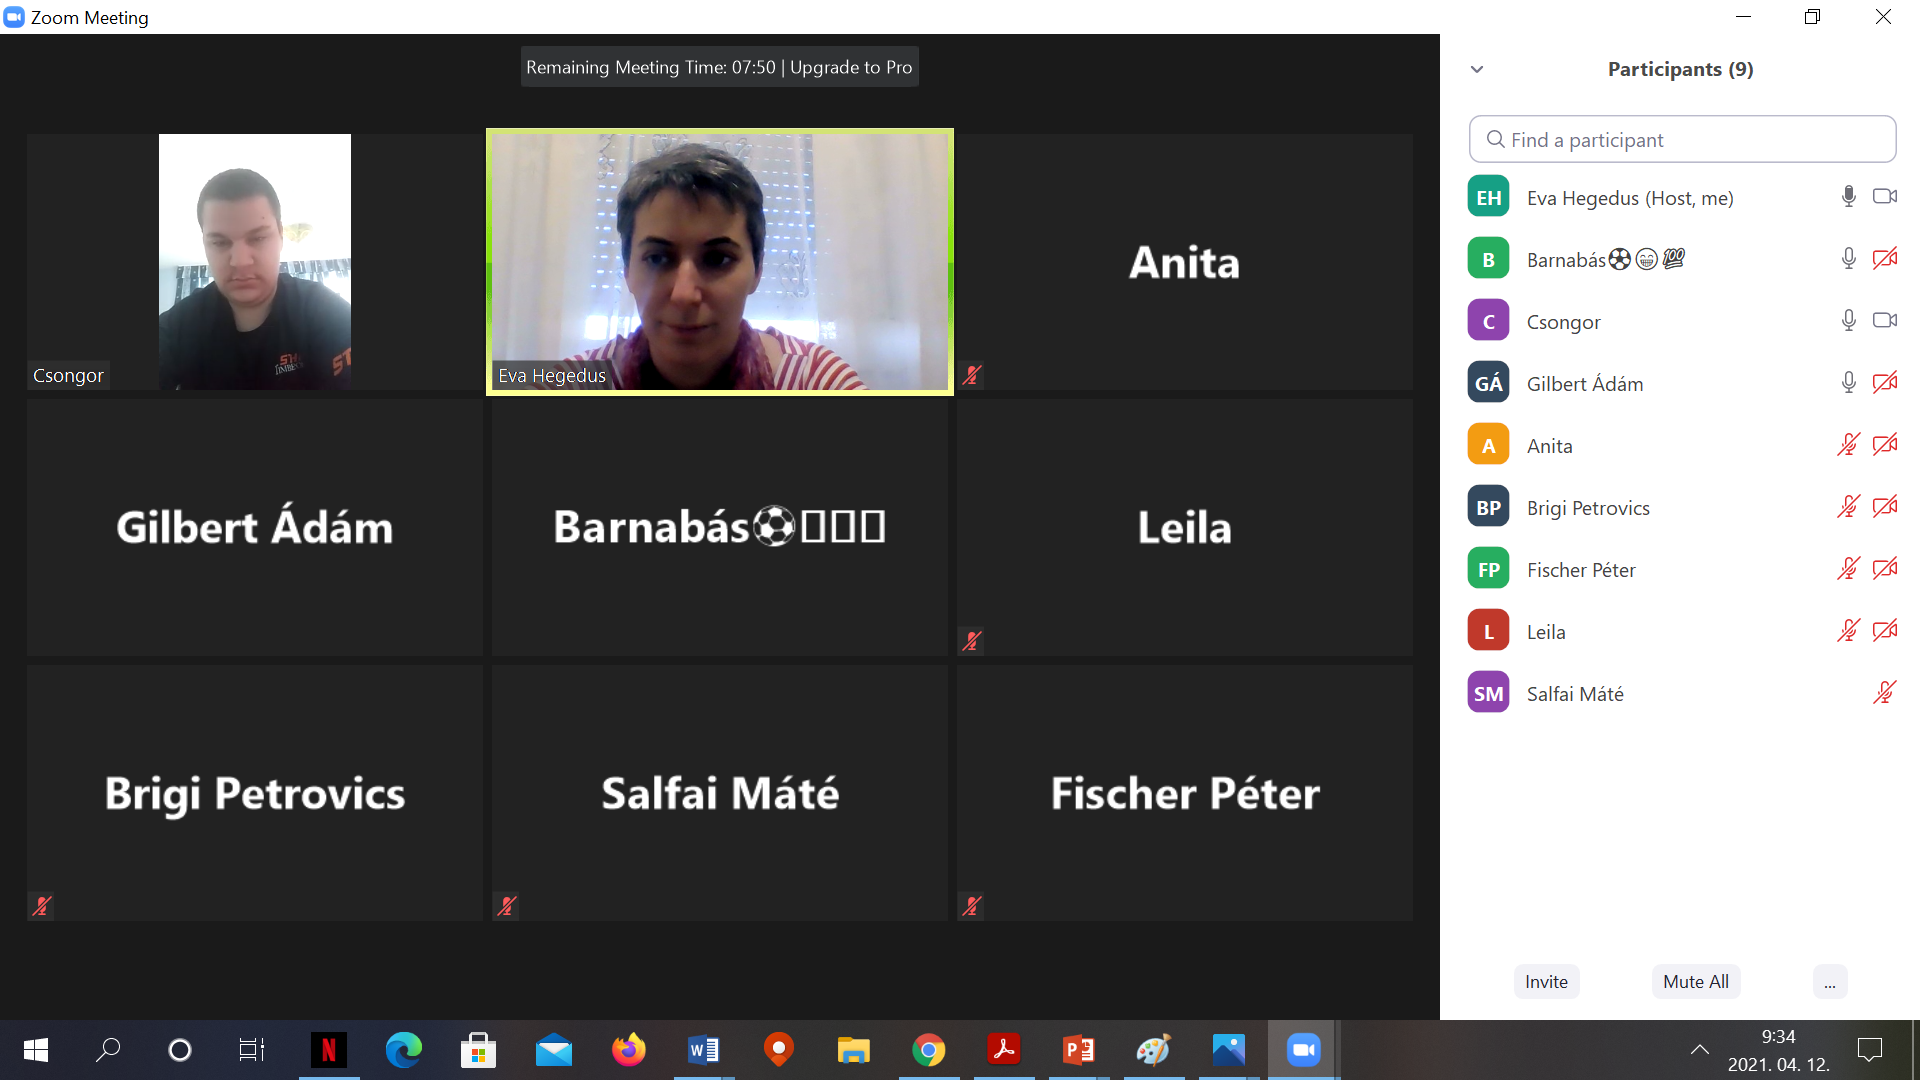 Zoom Meeting
Remaining Meeting Time: 07:50 | Upgrade to Pro
Csongor
Eva Hegedus
Anita
Gilbert Ádám
Barnabás⚽
Leila
Brigi Petrovics
Salfai Máté
Fischer Péter
Participants (9)
Find a participant
EH Eva Hegedus (Host, me)
B Barnabás⚽😁💯
C Csongor
GÁ Gilbert Ádám
A Anita
BP Brigi Petrovics
FP Fischer Péter
L Leila
SM Salfai Máté
Invite Mute All ...
9:34
2021. 04. 12.